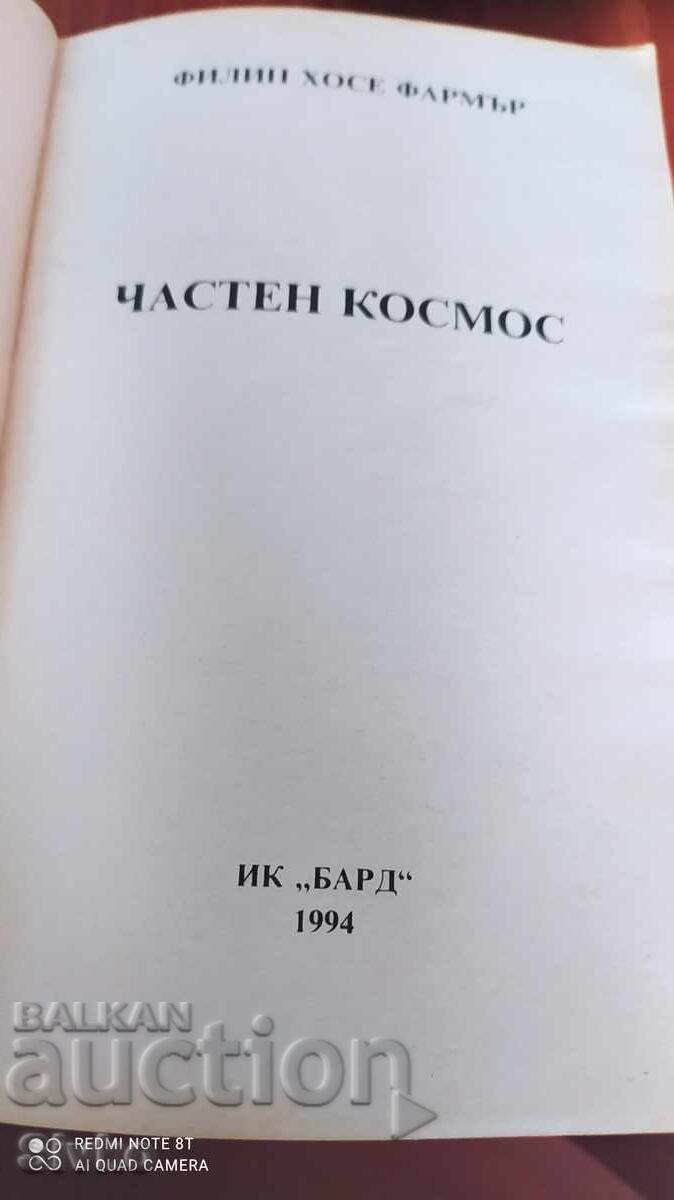 ФИЛИП ХОСЕ ФАРМЪР
ЧАСТЕН КОСМОС
ИК „БАРД“
1994
BALKAN
auction
REDMI NOTE 8T
AI QUAD CAMERA